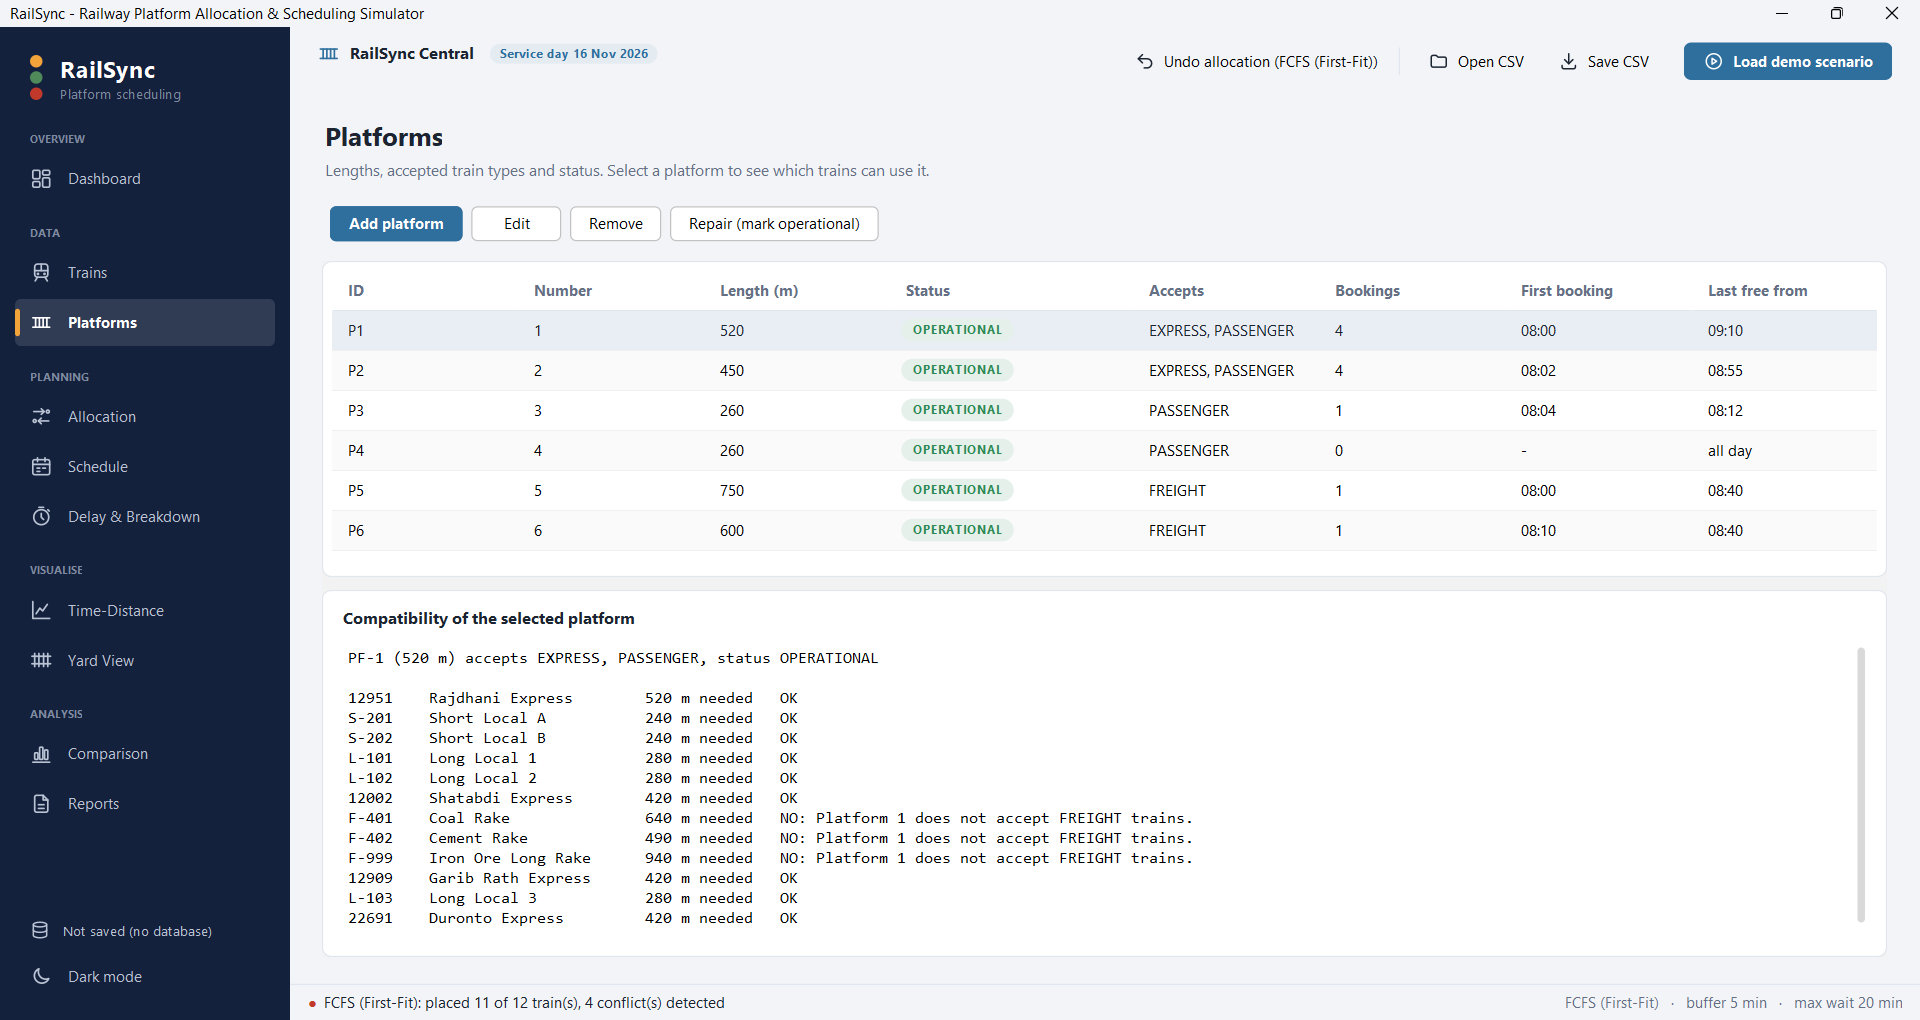 RailSync - Railway Platform Allocation & Scheduling Simulator
RailSync
Platform scheduling
OVERVIEW
Dashboard
DATA
Trains
Platforms
PLANNING
Allocation
Schedule
Delay & Breakdown
VISUALISE
Time-Distance
Yard View
ANALYSIS
Comparison
Reports
Not saved (no database)
Dark mode
RailSync Central Service day 16 Nov 2026
Undo allocation (FCFS (First-Fit)) Open CSV Save CSV Load demo scenario
Platforms
Lengths, accepted train types and status. Select a platform to see which trains can use it.
Add platform Edit Remove Repair (mark operational)
ID Number Length (m) Status Accepts Bookings First booking Last free from
P1 1 520 OPERATIONAL EXPRESS, PASSENGER 4 08:00 09:10
P2 2 450 OPERATIONAL EXPRESS, PASSENGER 4 08:02 08:55
P3 3 260 OPERATIONAL PASSENGER 1 08:04 08:12
P4 4 260 OPERATIONAL PASSENGER 0 - all day
P5 5 750 OPERATIONAL FREIGHT 1 08:00 08:40
P6 6 600 OPERATIONAL FREIGHT 1 08:10 08:40
Compatibility of the selected platform
PF-1 (520 m) accepts EXPRESS, PASSENGER, status OPERATIONAL
12951 Rajdhani Express 520 m needed OK
S-201 Short Local A 240 m needed OK
S-202 Short Local B 240 m needed OK
L-101 Long Local 1 280 m needed OK
L-102 Long Local 2 280 m needed OK
12002 Shatabdi Express 420 m needed OK
F-401 Coal Rake 640 m needed NO: Platform 1 does not accept FREIGHT trains.
F-402 Cement Rake 490 m needed NO: Platform 1 does not accept FREIGHT trains.
F-999 Iron Ore Long Rake 940 m needed NO: Platform 1 does not accept FREIGHT trains.
12909 Garib Rath Express 420 m needed OK
L-103 Long Local 3 280 m needed OK
22691 Duronto Express 420 m needed OK
FCFS (First-Fit): placed 11 of 12 train(s), 4 conflict(s) detected
FCFS (First-Fit) · buffer 5 min · max wait 20 min